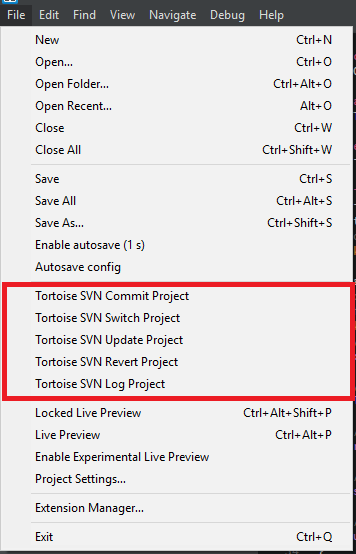 File Edit Find View Navigate Debug Help
New Ctrl+N
Open... Ctrl+O
Open Folder... Ctrl+Alt+O
Open Recent... Alt+O
Close Ctrl+W
Close All Ctrl+Shift+W
Save Ctrl+S
Save All Ctrl+Alt+S
Save As... Ctrl+Shift+S
Enable autosave (1 s)
Autosave config
Tortoise SVN Commit Project
Tortoise SVN Switch Project
Tortoise SVN Update Project
Tortoise SVN Revert Project
Tortoise SVN Log Project
Locked Live Preview Ctrl+Alt+Shift+P
Live Preview Ctrl+Alt+P
Enable Experimental Live Preview
Project Settings...
Extension Manager...
Exit Ctrl+Q